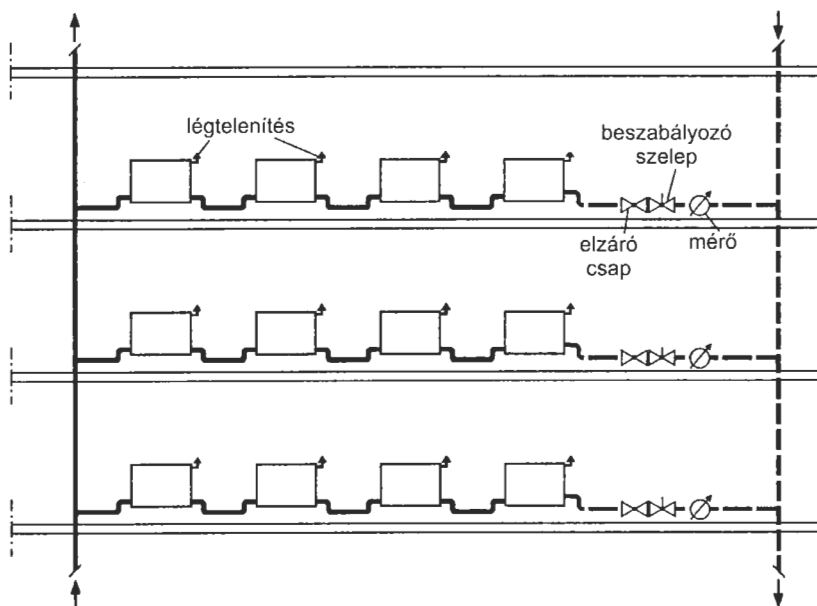 légtelenítés
beszabályozó
szelep
elzáró
csap
mérő